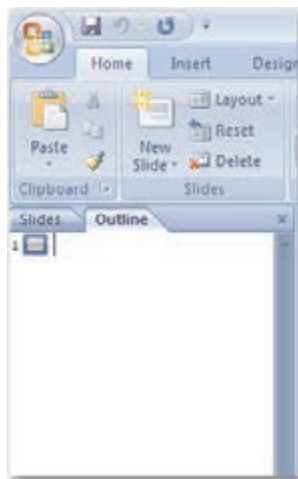 Home Insert Design
Layout
Reset
Paste New Slide Delete
Clipboard Slides
Slides Outline
1